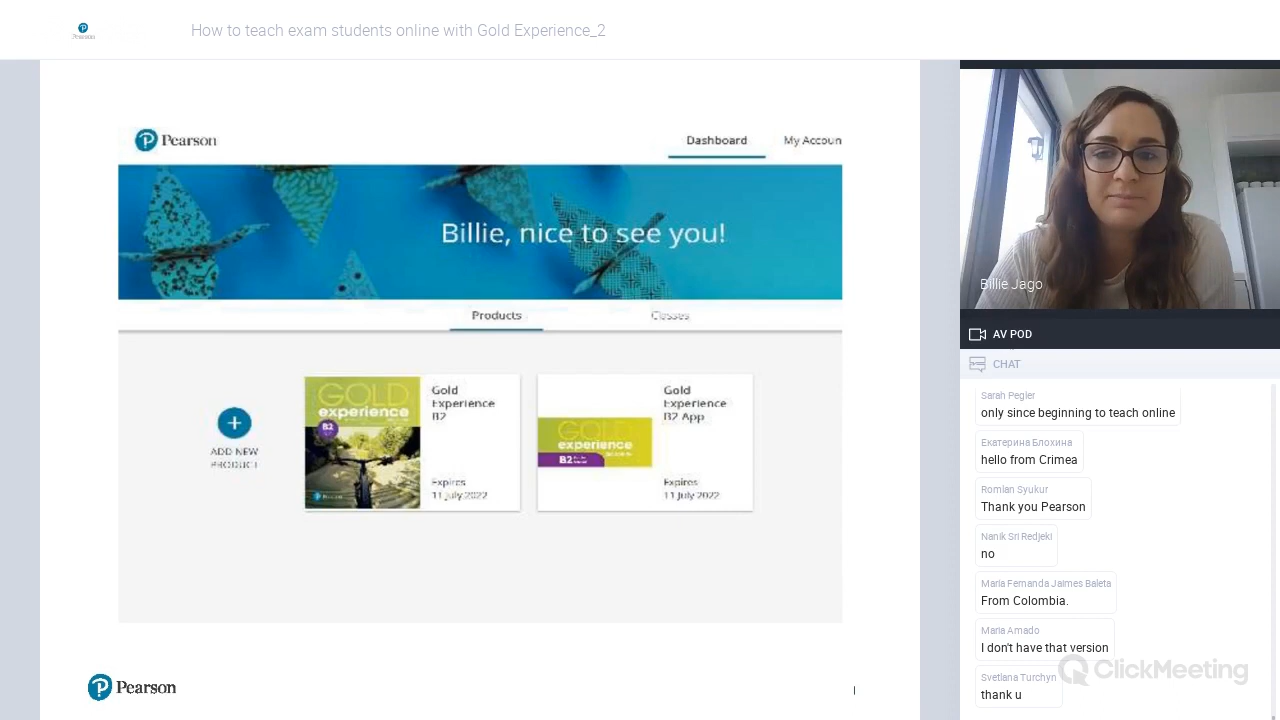 How to teach exam students online with Gold Experience_2
Pearson
Dashboard
My Accoun
Billie, nice to see you!
Products
Classes
ADD NEW
PRODUCT
GOLD
experience
B2
Pearson
Gold
Experience
B2
Expires
11 July 2022
GOLD
experience
B2
Gold
Experience
B2 App
Expires
11 July 2022
Pearson
Billie Jago
AV POD
CHAT
Sarah Pegler
only since beginning to teach online
Екатерина Блохина
hello from Crimea
Romlan Syukur
Thank you Pearson
Nanik Sri Redjeki
no
Maria Fernanda Jaimes Baleta
From Colombia.
Maria Amado
I don't have that version
Svetlana Turchyn
thank u
ClickMeeting